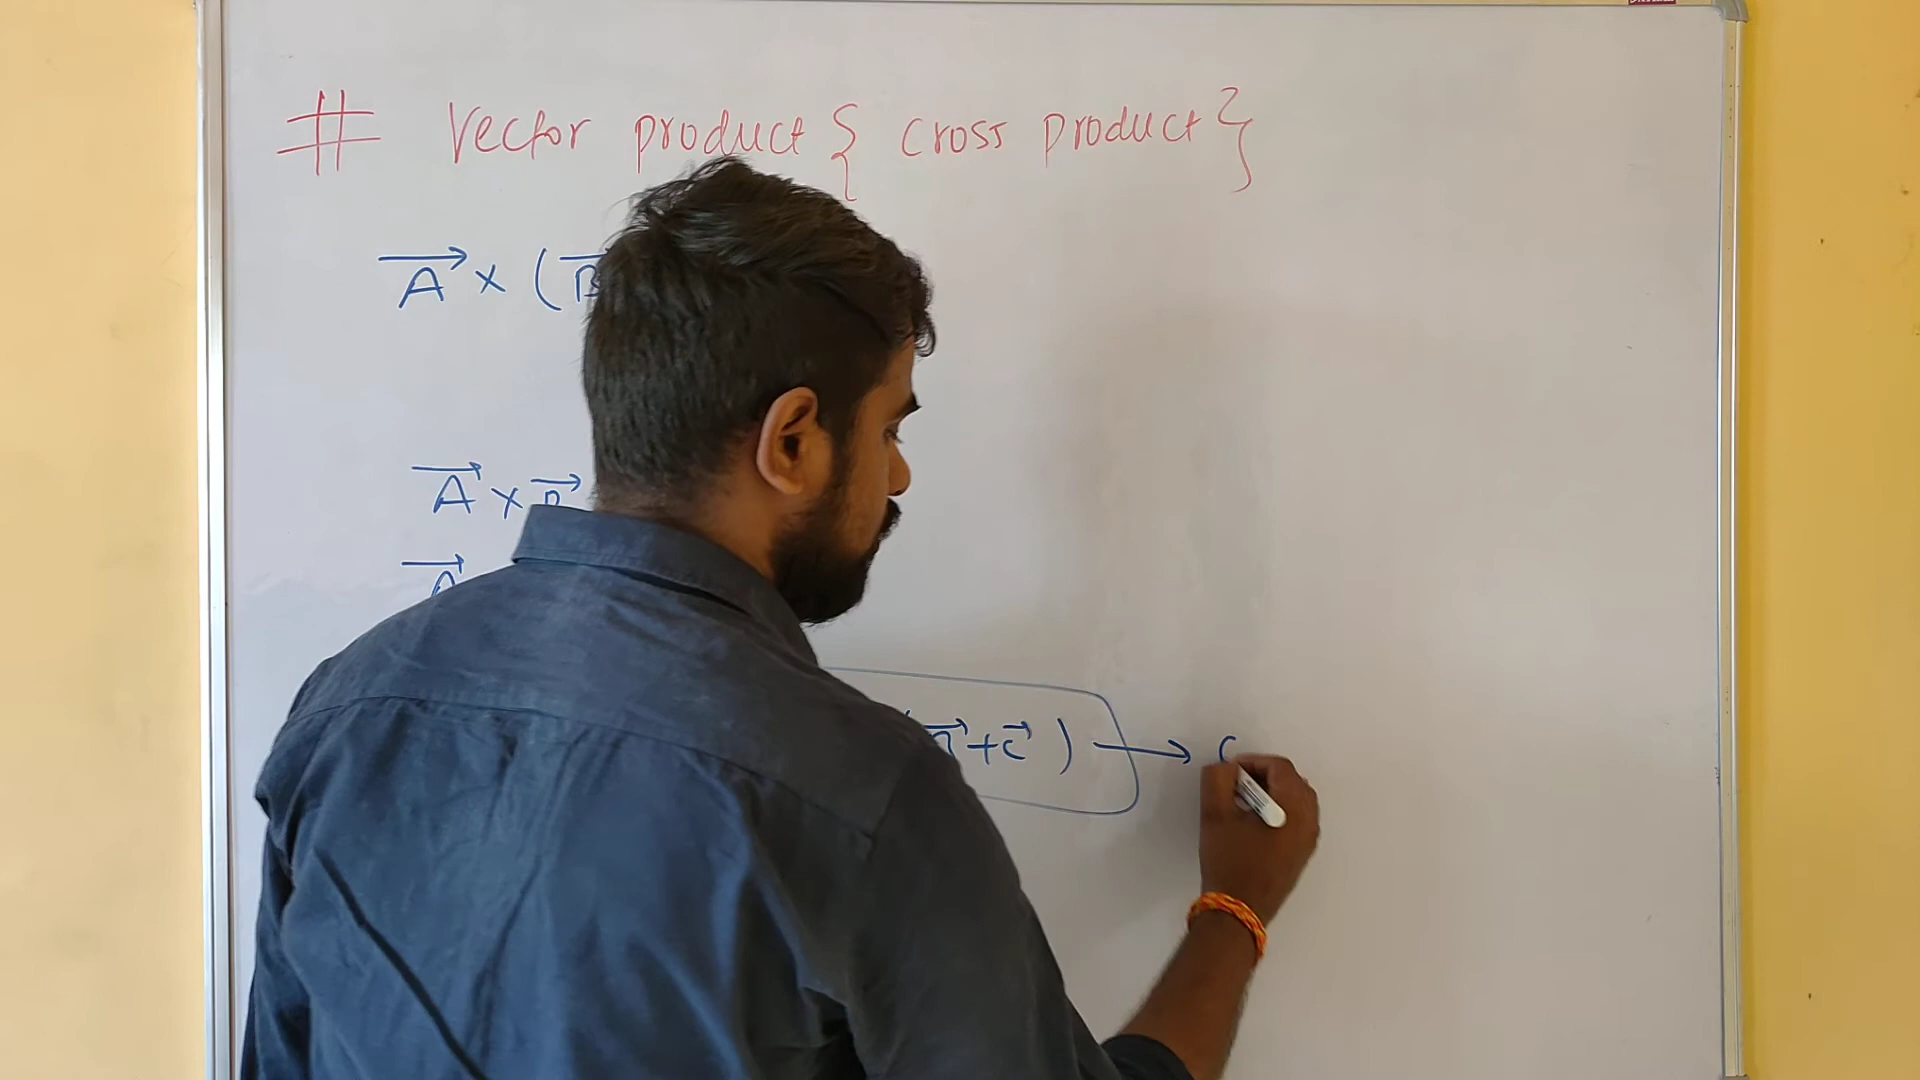 # Vector product { cross product }
A⃗ × ( B⃗
A⃗ × B⃗
A⃗
B⃗ + C⃗ ) → C